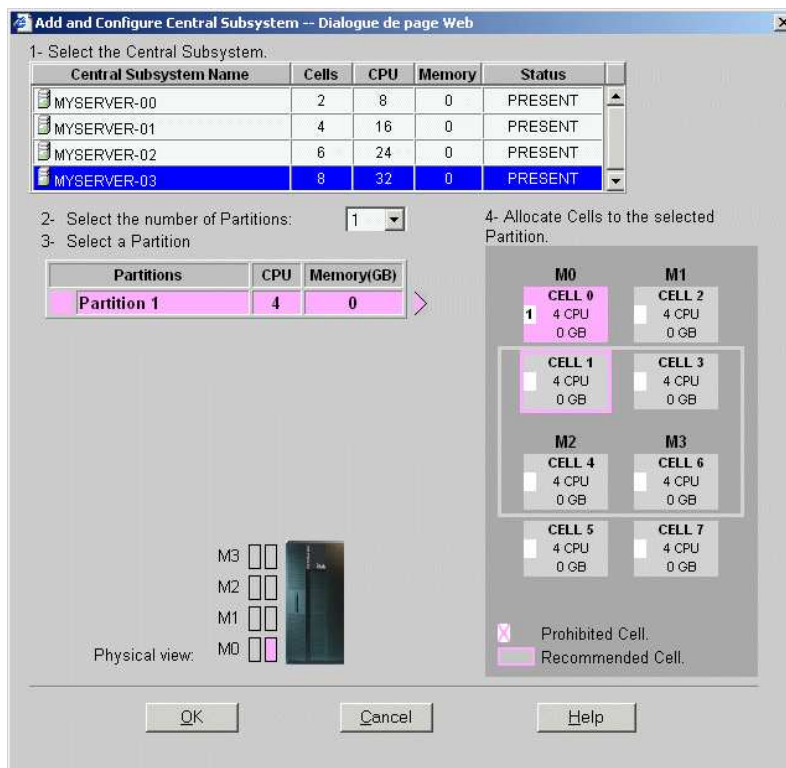 Add and Configure Central Subsystem -- Dialogue de page Web
1- Select the Central Subsystem.
Central Subsystem Name Cells CPU Memory Status
MYSERVER-00 2 8 0 PRESENT
MYSERVER-01 4 16 0 PRESENT
MYSERVER-02 6 24 0 PRESENT
MYSERVER-03 8 32 0 PRESENT
2- Select the number of Partitions: 1
3- Select a Partition
Partitions CPU Memory(GB)
Partition 1 4 0
4- Allocate Cells to the selected
Partition.
M0 M1
CELL 0 CELL 2
1 4 CPU 4 CPU
0 GB 0 GB
CELL 1 CELL 3
4 CPU 4 CPU
0 GB 0 GB
M2 M3
CELL 4 CELL 6
4 CPU 4 CPU
0 GB 0 GB
CELL 5 CELL 7
4 CPU 4 CPU
0 GB 0 GB
Prohibited Cell.
Recommended Cell.
M3
M2
M1
Physical view: M0
OK Cancel Help